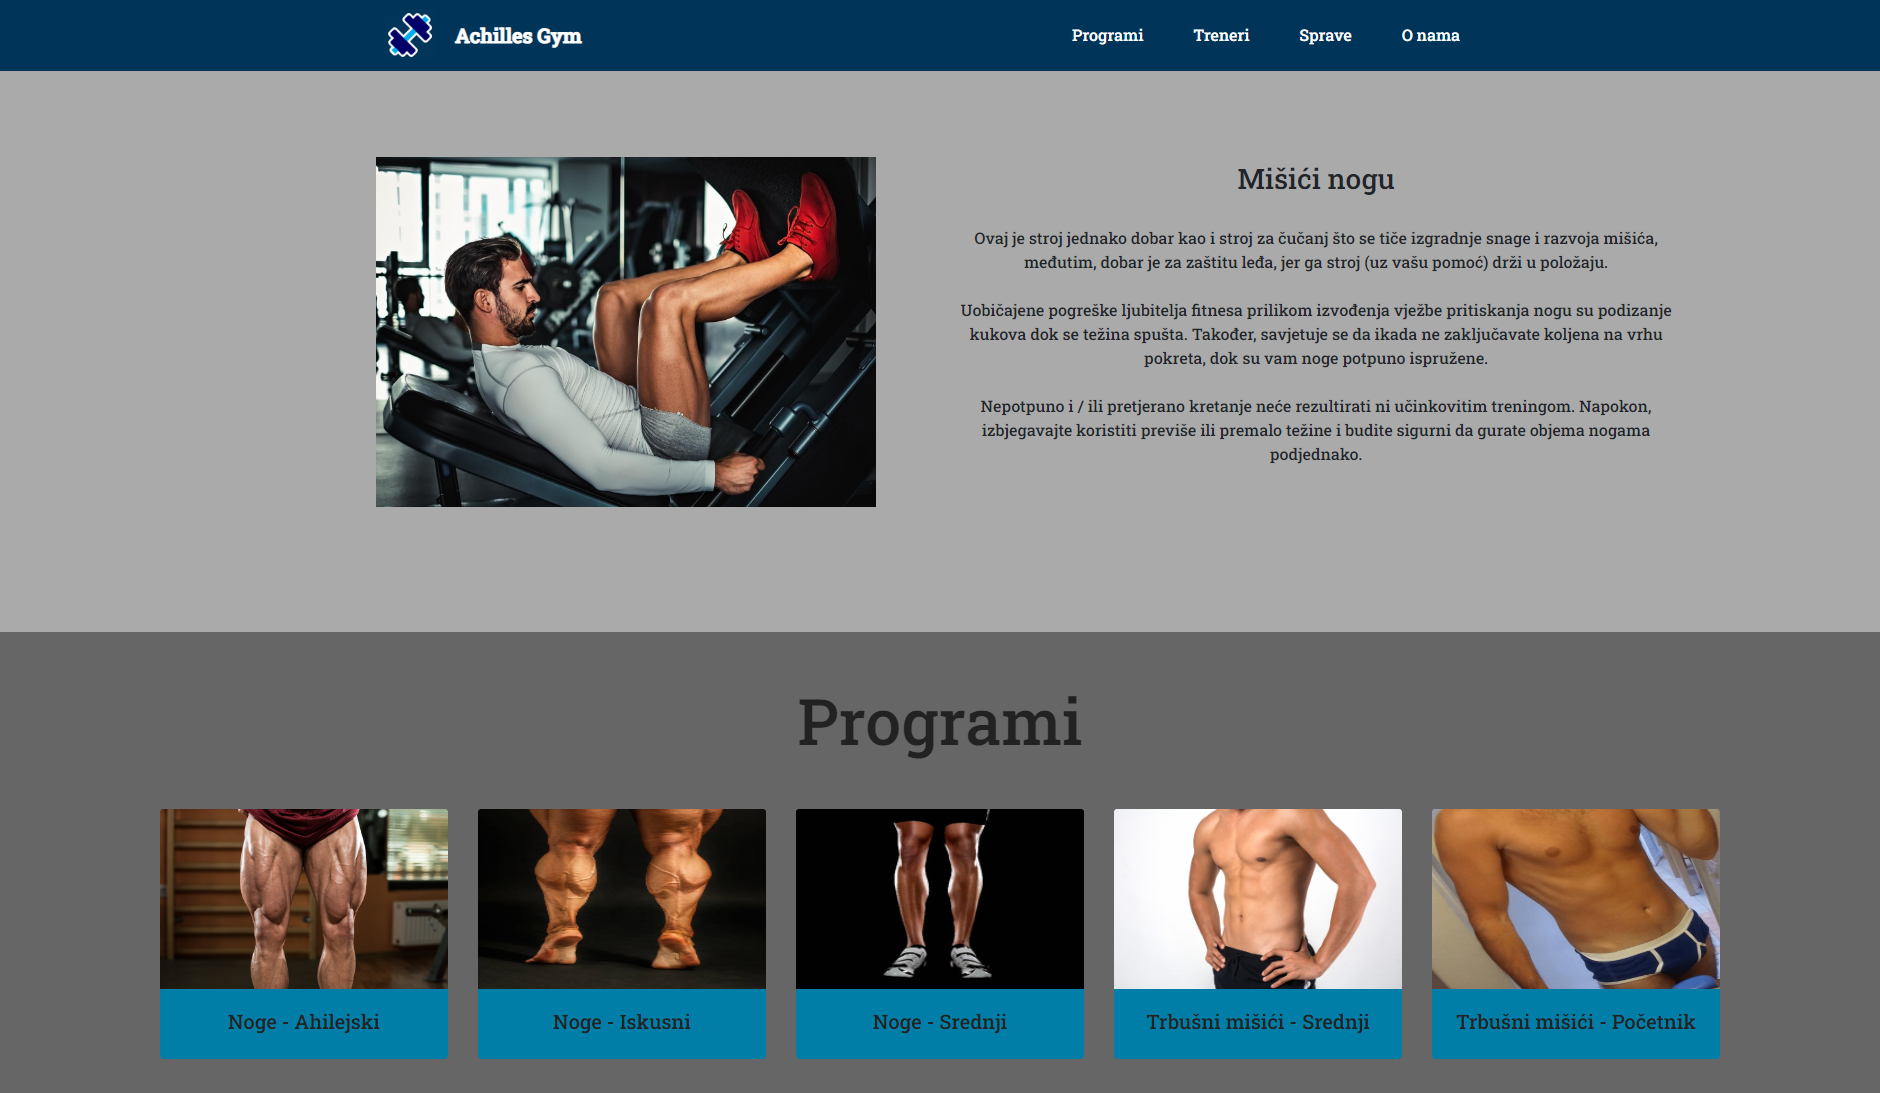 Achilles Gym
Programi
Treneri
Sprave
O nama
Mišići nogu
Ovaj je stroj jednako dobar kao i stroj za čučanj što se tiče izgradnje snage i razvoja mišića,
međutim, dobar je za zaštitu leđa, jer ga stroj (uz vašu pomoć) drži u položaju.
Uobičajene pogreške ljubitelja fitnesa prilikom izvođenja vježbe pritiskanja nogu su podizanje
kukova dok se težina spušta. Također, savjetuje se da ikada ne zaključavate koljena na vrhu
pokreta, dok su vam noge potpuno ispružene.
Nepotpuno i / ili pretjerano kretanje neće rezultirati ni učinkovitim treningom. Napokon,
izbjegavajte koristiti previše ili premalo težine i budite sigurni da gurate objema nogama
podjednako.
Programi
Noge - Ahilejski
Noge - Iskusni
Noge - Srednji
Trbušni mišići - Srednji
Trbušni mišići - Početnik